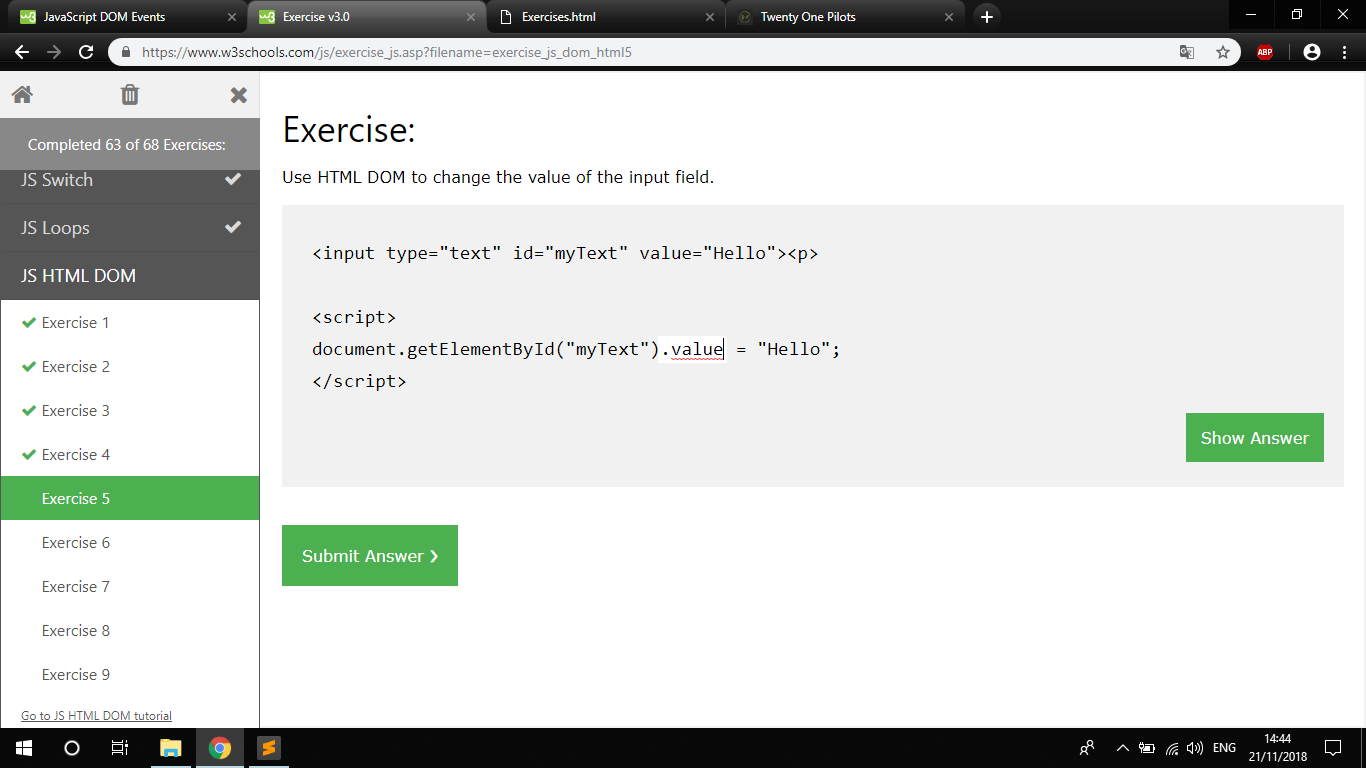 JavaScript DOM Events
Exercise v3.0
Exercises.html
Twenty One Pilots
https://www.w3schools.com/js/exercise_js.asp?filename=exercise_js_dom_html5
ABP
Completed 63 of 68 Exercises:
JS Switch
JS Loops
JS HTML DOM
Exercise 1
Exercise 2
Exercise 3
Exercise 4
Exercise 5
Exercise 6
Exercise 7
Exercise 8
Exercise 9
Go to JS HTML DOM tutorial
Exercise:
Use HTML DOM to change the value of the input field.
<input type="text" id="myText" value="Hello"><p>
<script>
document.getElementById("myText").value = "Hello";
</script>
Show Answer
Submit Answer ❯
ENG
14:44
21/11/2018